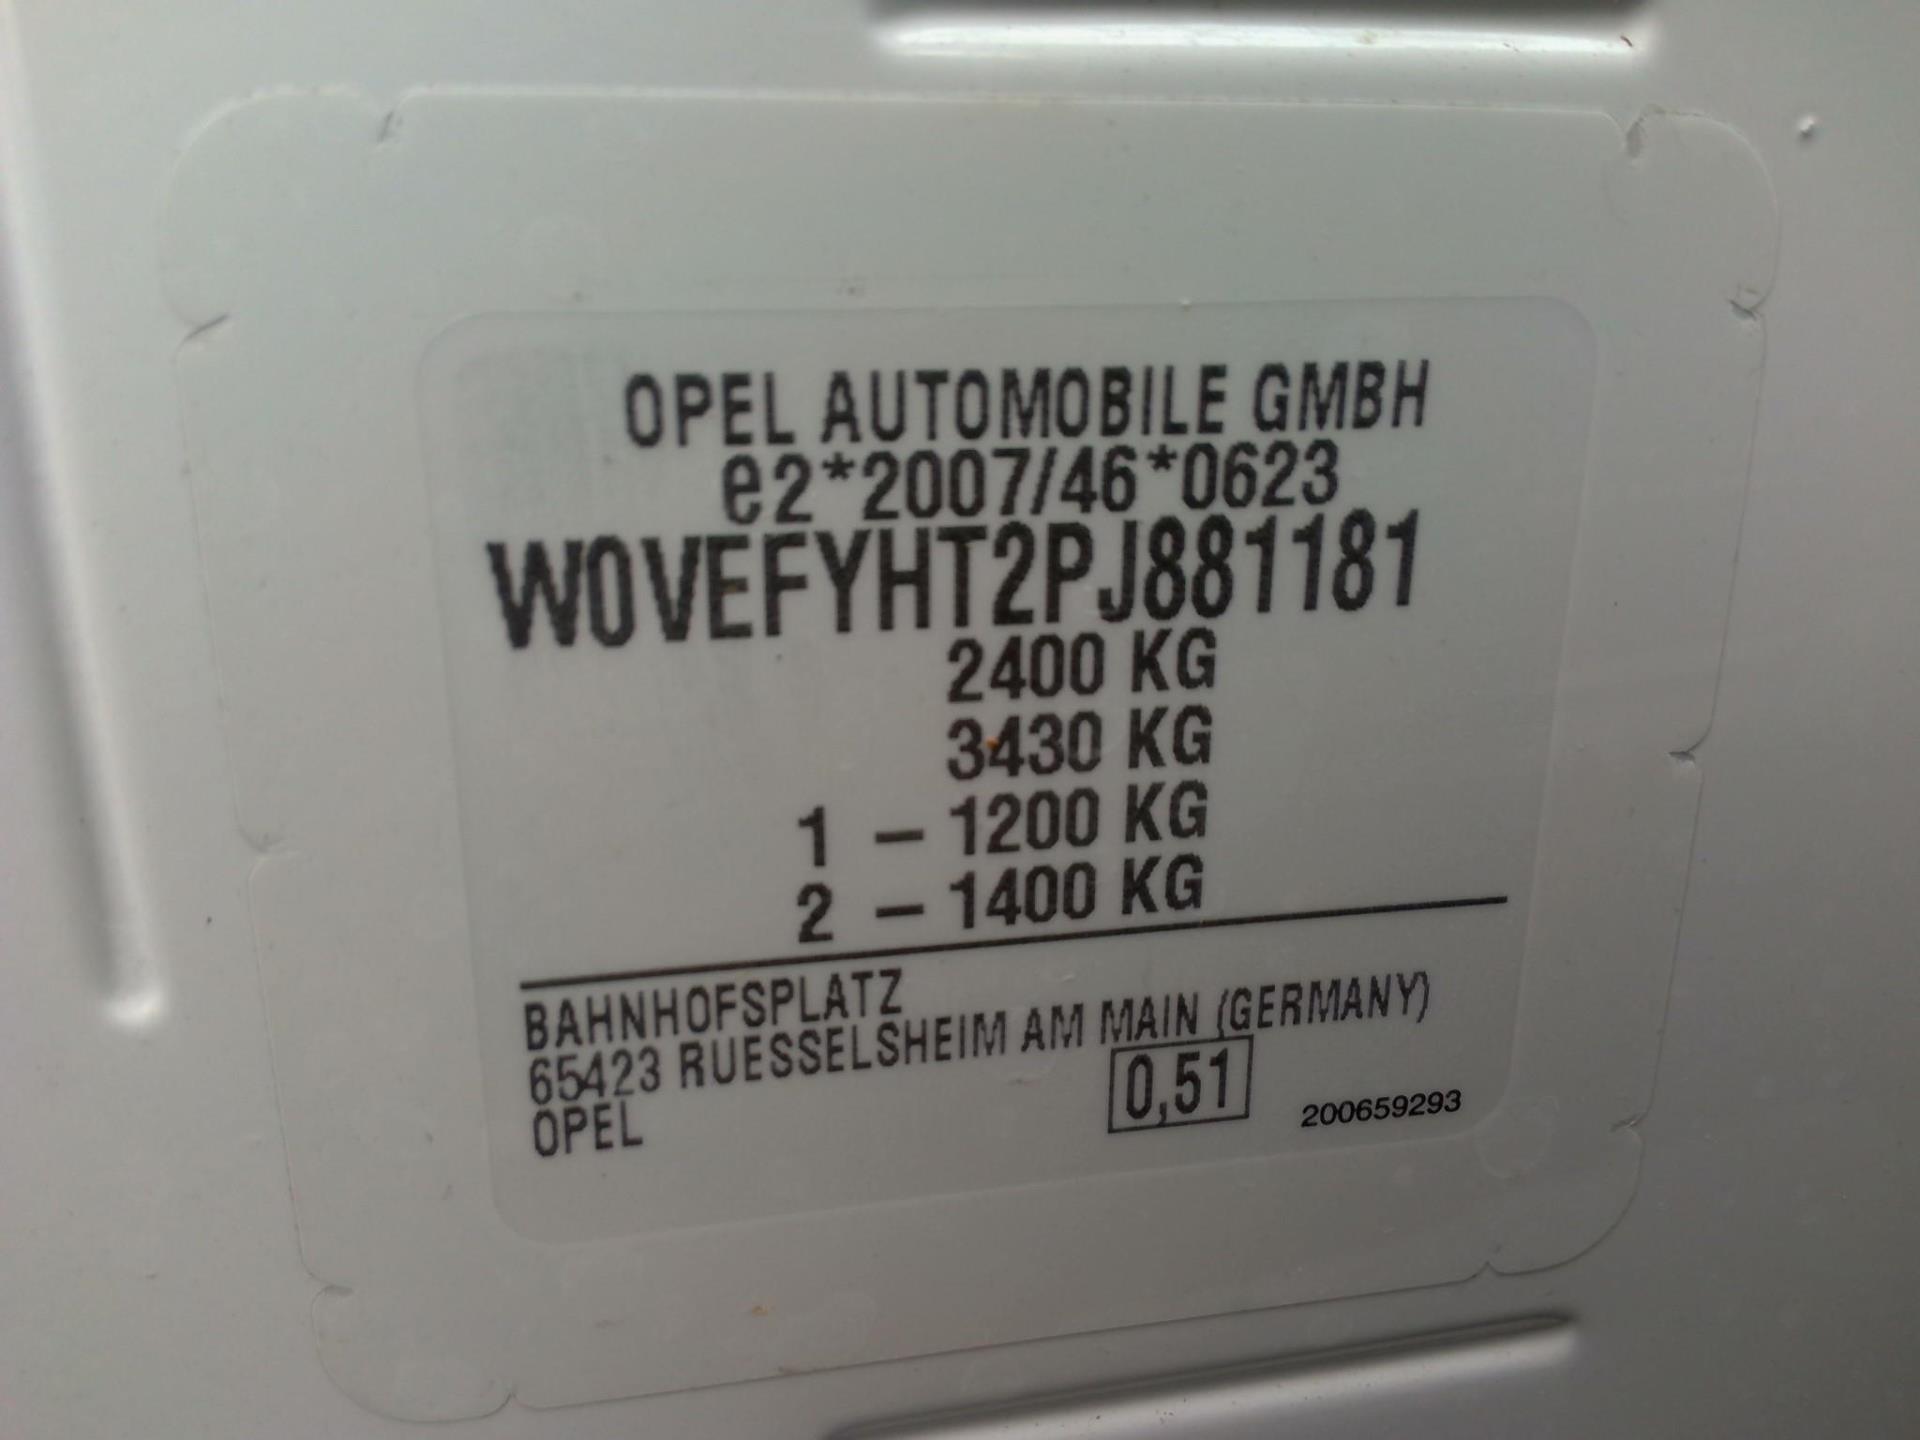 OPEL AUTOMOBILE GMBH
e2*2007/46*0623
W0VEFYHT2PJ881181
2400 KG
3430 KG
1 – 1200 KG
2 – 1400 KG
BAHNHOFSPLATZ
65423 RUESSELSHEIM AM MAIN (GERMANY)
OPEL 0,51 200659293